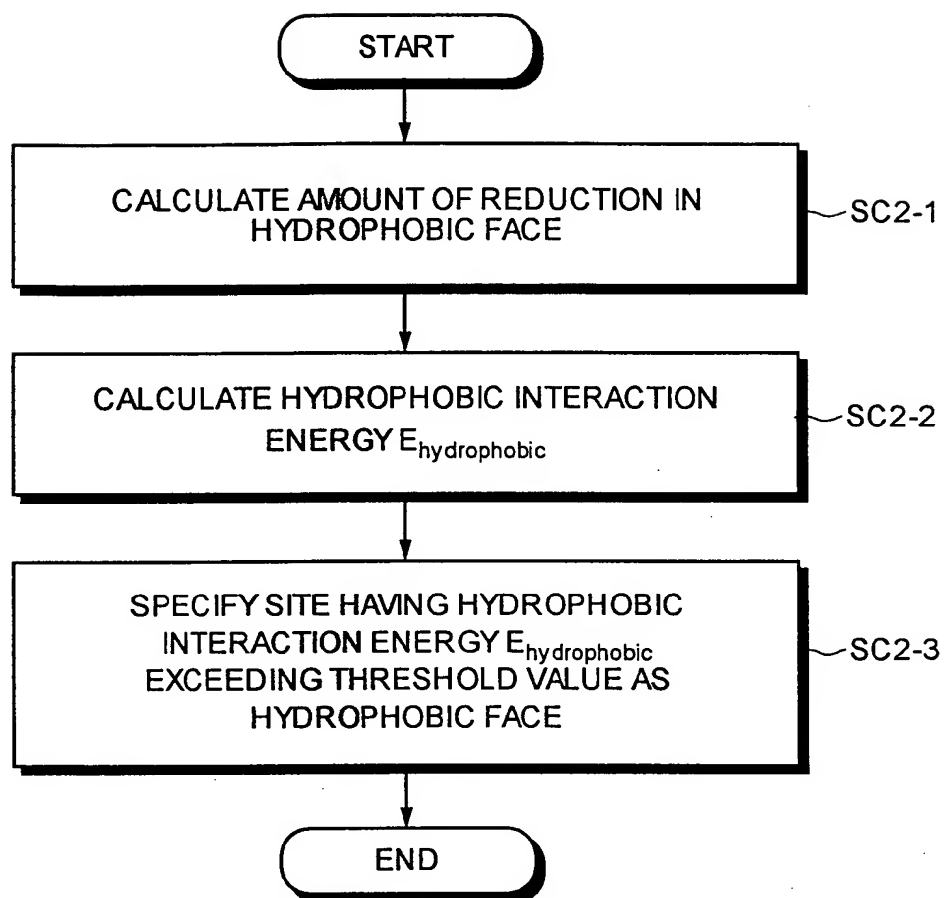 START
CALCULATE AMOUNT OF REDUCTION IN
HYDROPHOBIC FACE
SC2-1
CALCULATE HYDROPHOBIC INTERACTION
ENERGY Ehydrophobic
SC2-2
SPECIFY SITE HAVING HYDROPHOBIC
INTERACTION ENERGY Ehydrophobic
EXCEEDING THRESHOLD VALUE AS
HYDROPHOBIC FACE
SC2-3
END